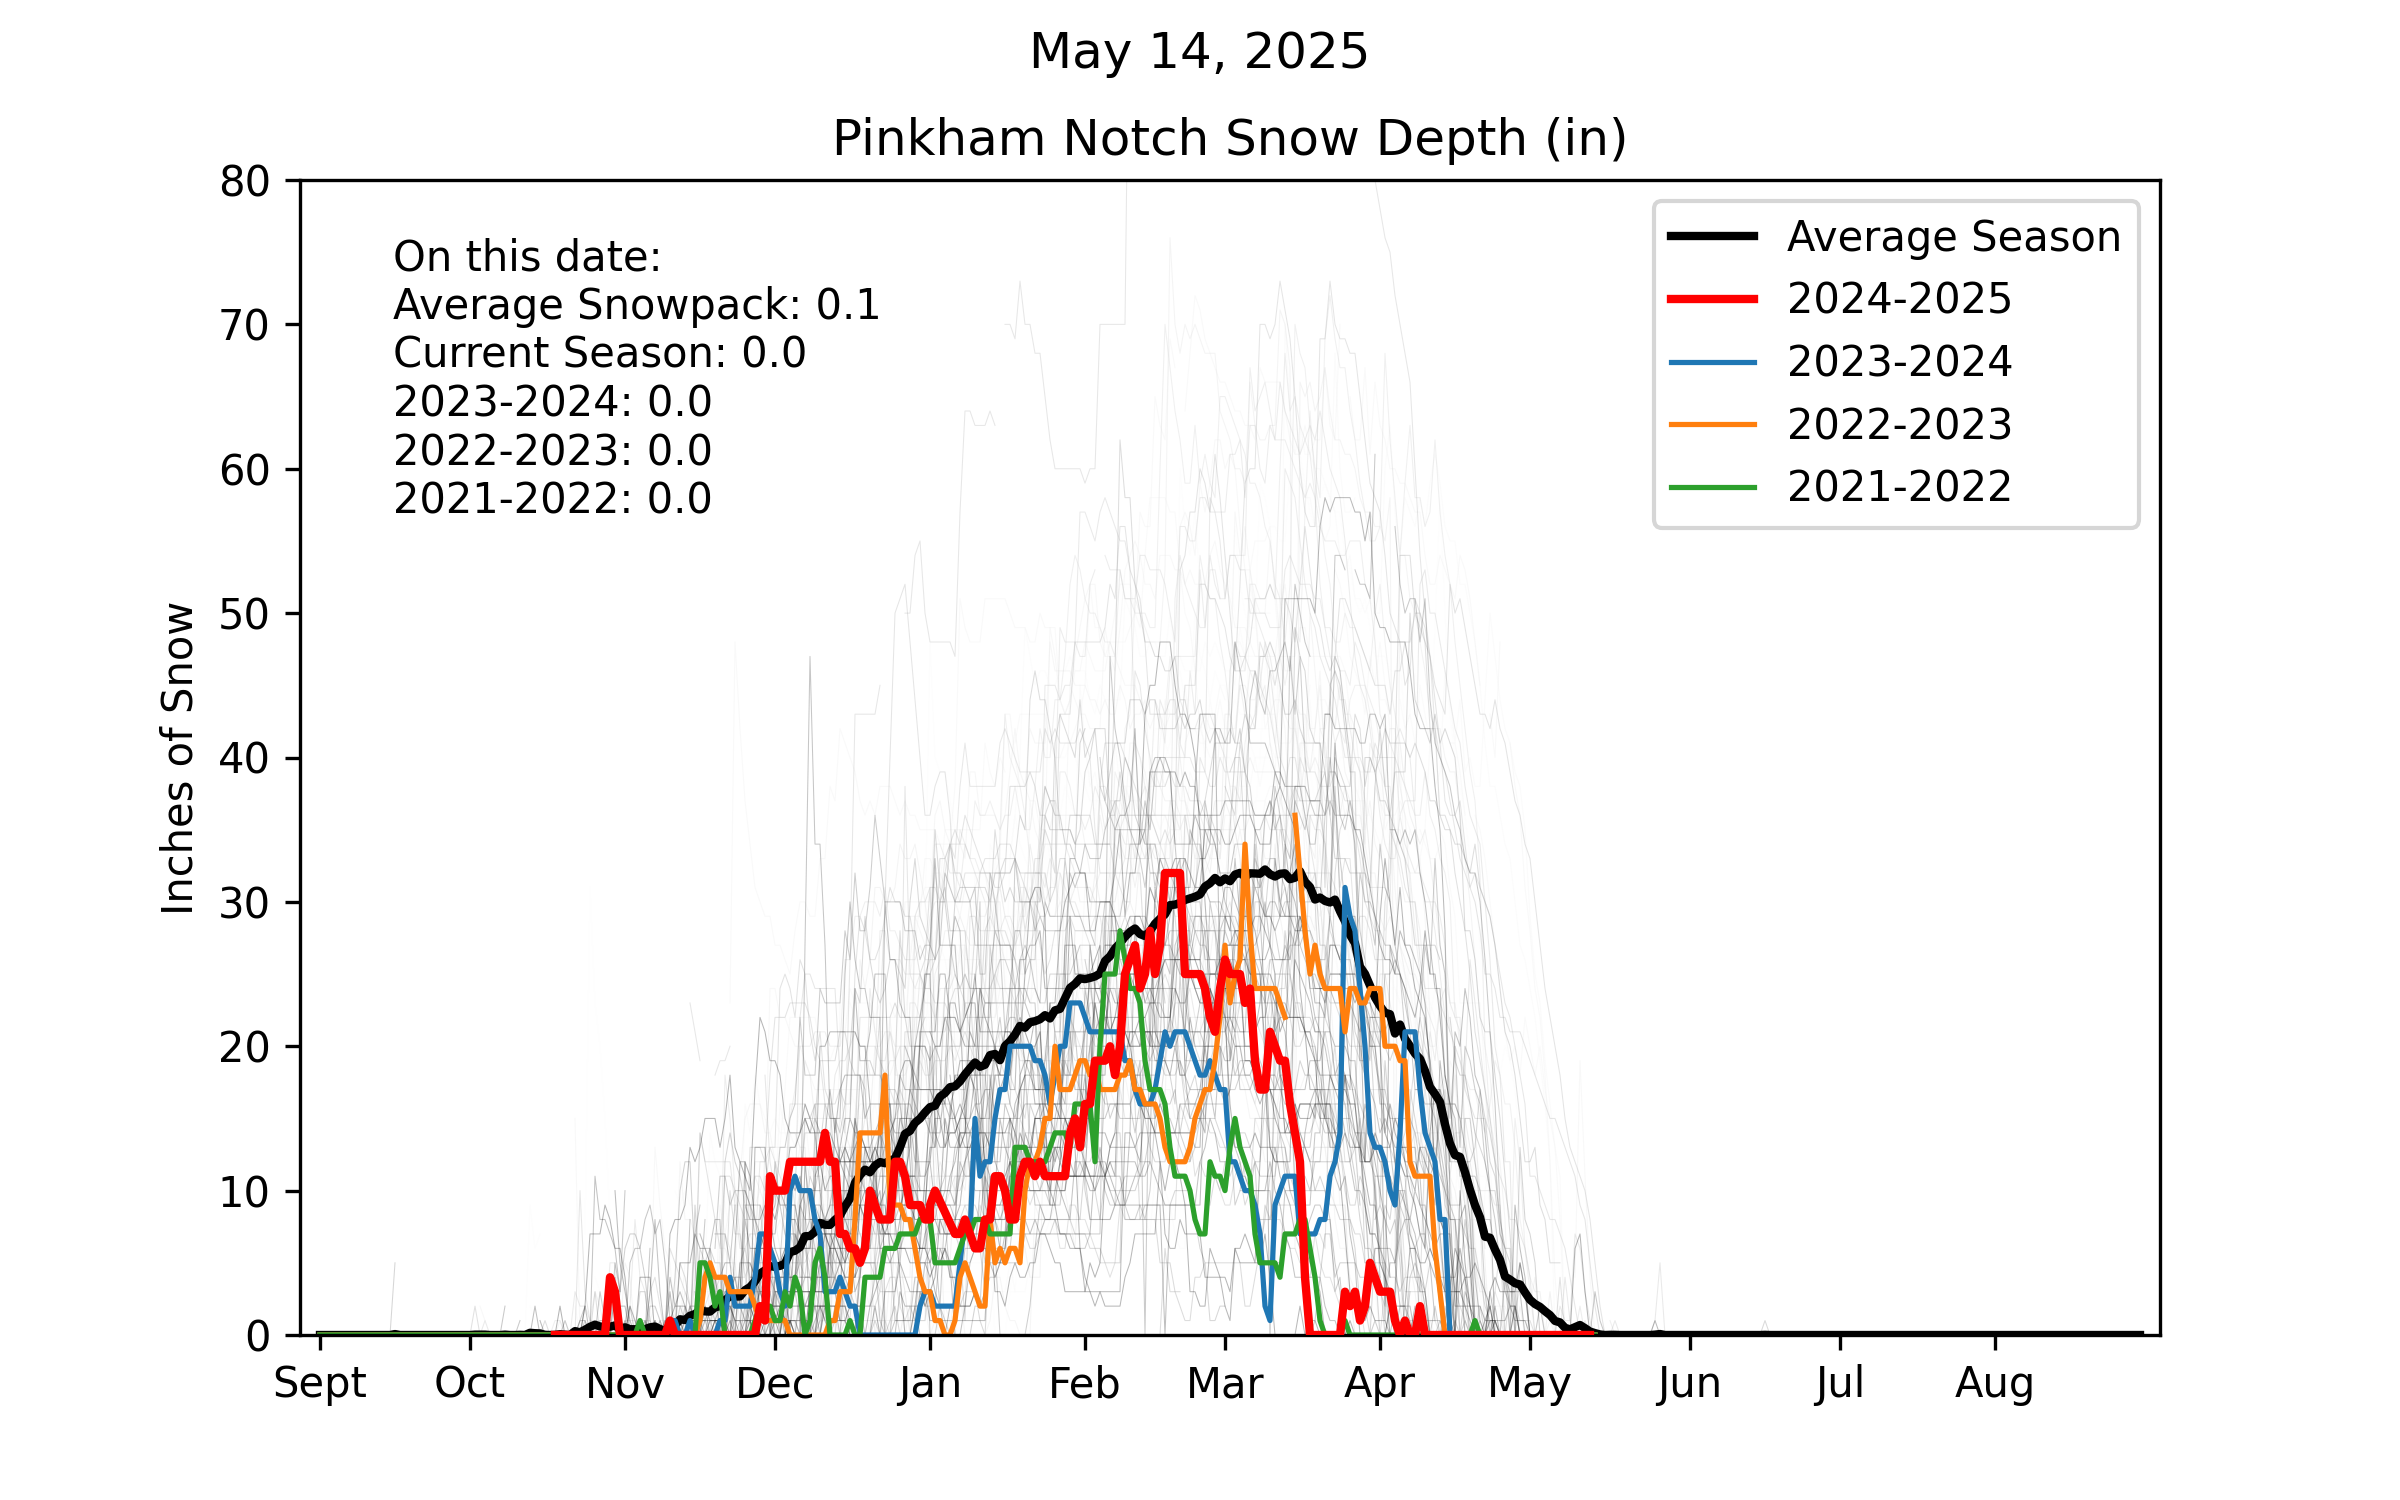 May 14, 2025
Pinkham Notch Snow Depth (in)
80
70
60
50
40
30
20
10
0
Inches of Snow
On this date:
Average Snowpack: 0.1
Current Season: 0.0
2023-2024: 0.0
2022-2023: 0.0
2021-2022: 0.0
Average Season
2024-2025
2023-2024
2022-2023
2021-2022
Sept Oct Nov Dec Jan Feb Mar Apr May Jun Jul Aug